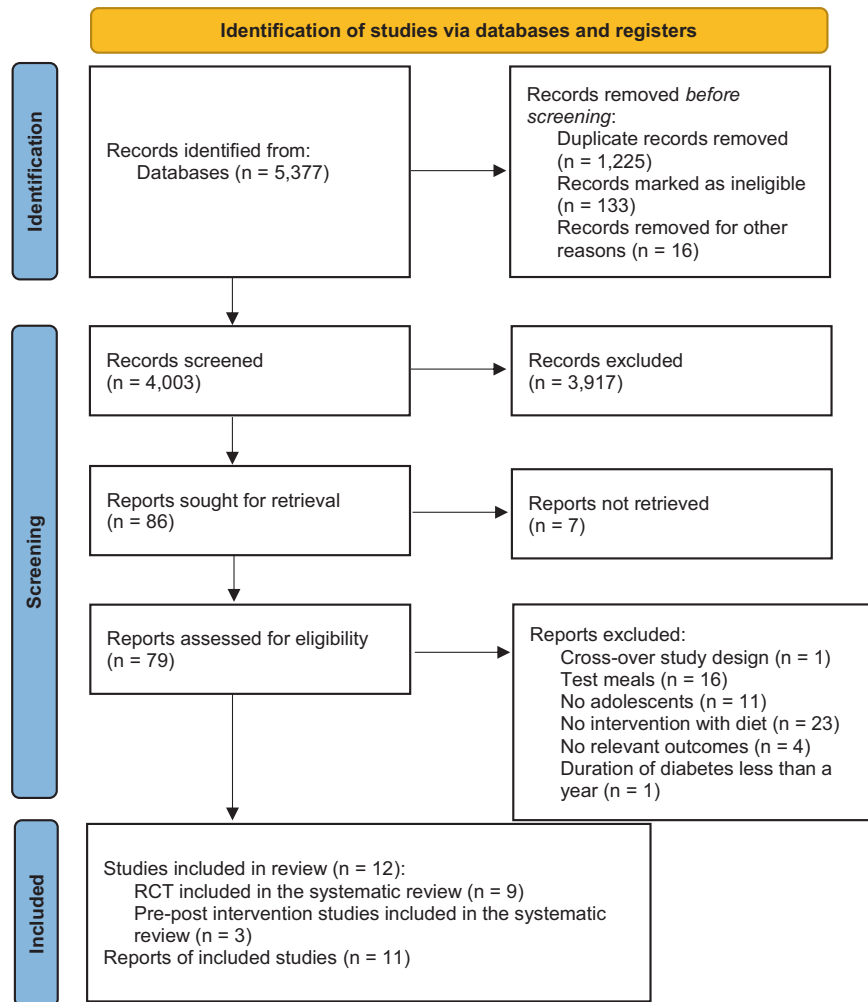 Identification of studies via databases and registers
Identification
Records identified from:
Databases (n = 5,377)
Records removed before
screening:
Duplicate records removed
(n = 1,225)
Records marked as ineligible
(n = 133)
Records removed for other
reasons (n = 16)
Screening
Records screened
(n = 4,003)
Records excluded
(n = 3,917)
Reports sought for retrieval
(n = 86)
Reports not retrieved
(n = 7)
Reports assessed for eligibility
(n = 79)
Reports excluded:
Cross-over study design (n = 1)
Test meals (n = 16)
No adolescents (n = 11)
No intervention with diet (n = 23)
No relevant outcomes (n = 4)
Duration of diabetes less than a
year (n = 1)
Included
Studies included in review (n = 12):
RCT included in the systematic review (n = 9)
Pre-post intervention studies included in the systematic
review (n = 3)
Reports of included studies (n = 11)